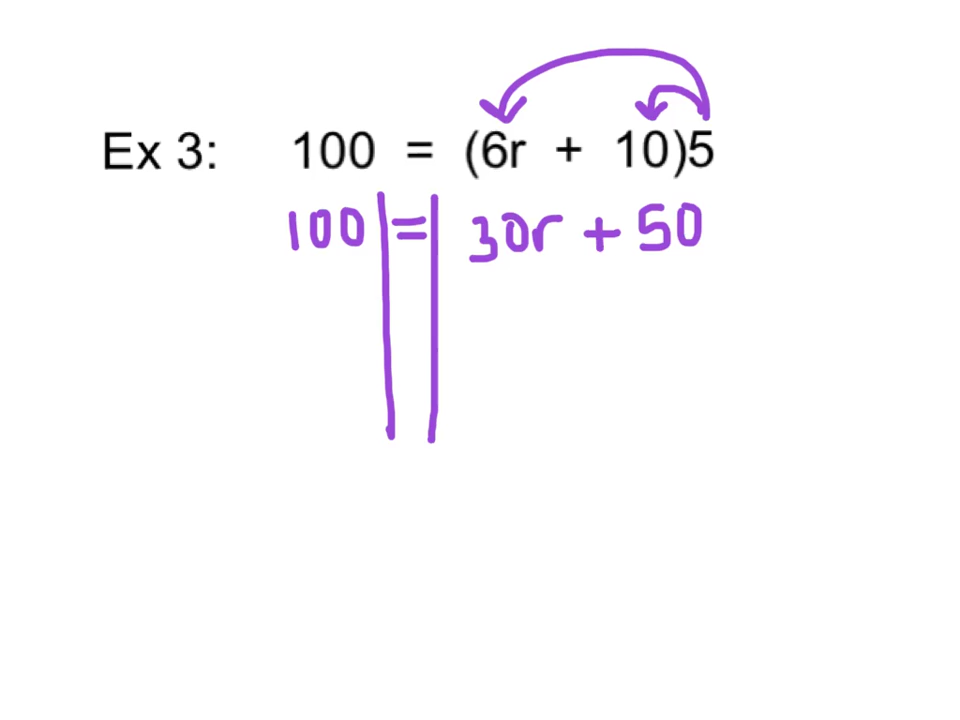 Ex 3: 100 = (6r + 10)5
100 = 30r + 50